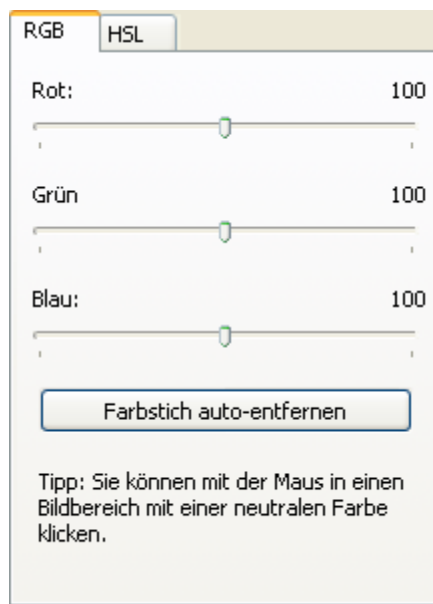 RGB HSL
Rot: 100
Grün 100
Blau: 100
Farbstich auto-entfernen
Tipp: Sie können mit der Maus in einen
Bildbereich mit einer neutralen Farbe
klicken.